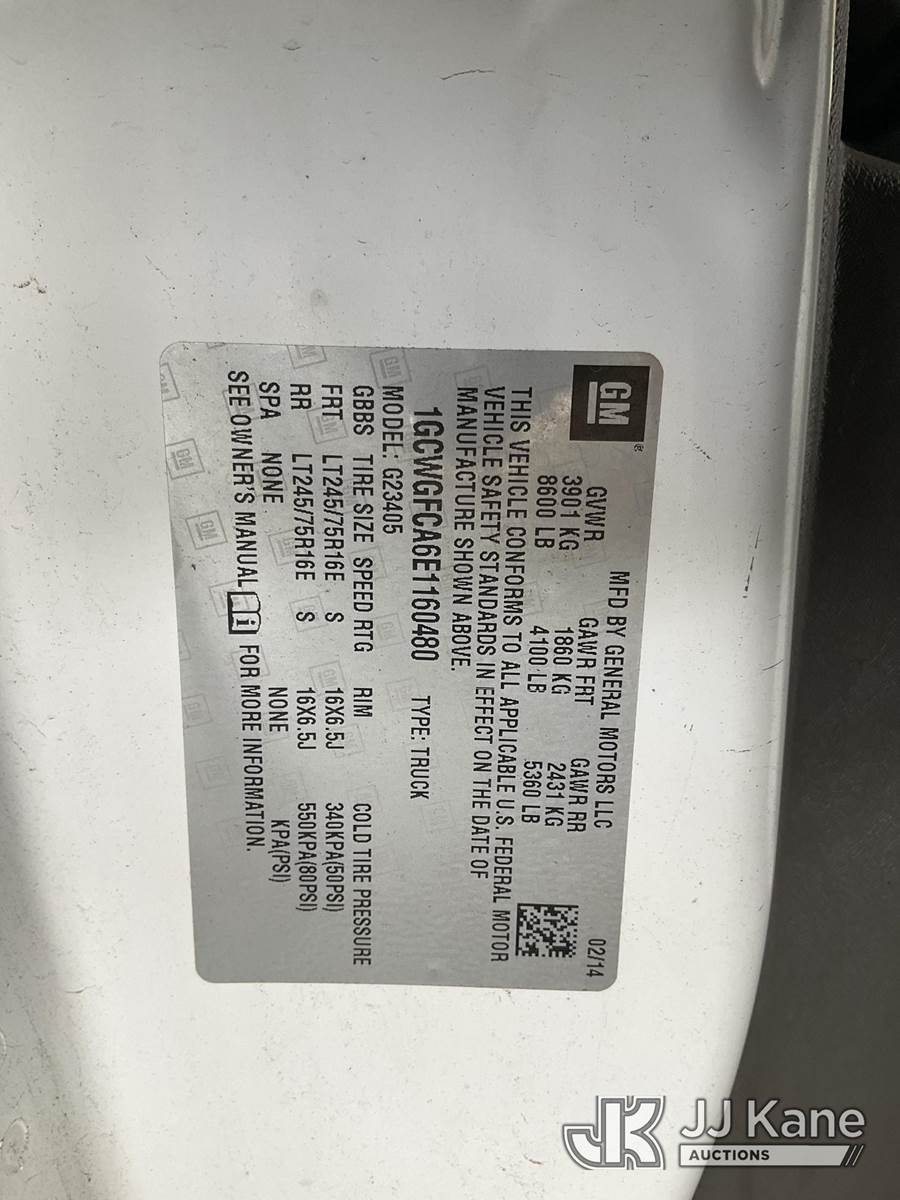 GM®
MFD BY GENERAL MOTORS LLC
02/14
GVWR GAWR FRT GAWR RR
3901 KG 1860 KG 2431 KG
8600 LB 4100 LB 5360 LB
THIS VEHICLE CONFORMS TO ALL APPLICABLE U.S. FEDERAL MOTOR
VEHICLE SAFETY STANDARDS IN EFFECT ON THE DATE OF
MANUFACTURE SHOWN ABOVE.
1GCWGFCA6E1160480 TYPE: TRUCK
MODEL: G23405
GBBS TIRE SIZE SPEED RTG RIM COLD TIRE PRESSURE
FRT LT245/75R16E S 16X6.5J 340KPA(50PSI)
RR LT245/75R16E S 16X6.5J 550KPA(80PSI)
SPA NONE NONE KPA(PSI)
SEE OWNER'S MANUAL FOR MORE INFORMATION.
JK JJ Kane
AUCTIONS